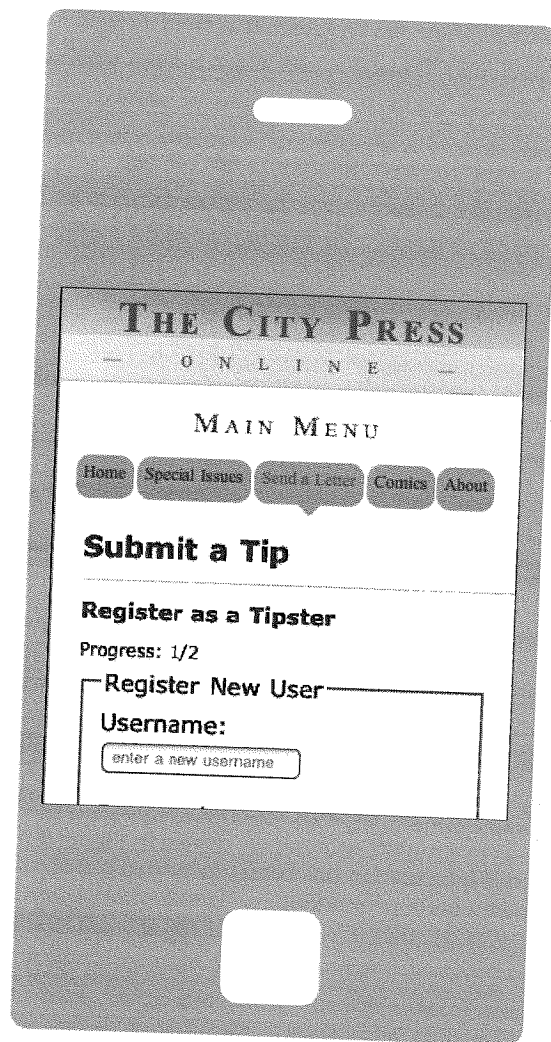 THE CITY PRESS
— ONLINE —
MAIN MENU
Home Special Issues Send a Letter Comics About
Submit a Tip
Register as a Tipster
Progress: 1/2
Register New User
Username:
enter a new username